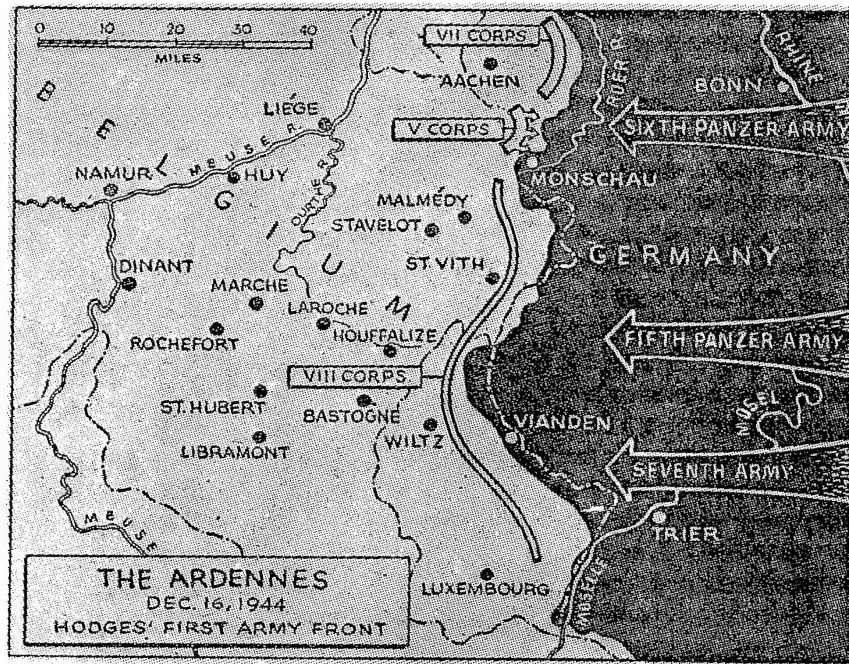 0 10 20 30 40
MILES
VII CORPS
AACHEN
ROER R.
RHINE
BONN
LIÉGE
V CORPS
SIXTH PANZER ARMY
MEUSE R.
NAMUR
HUY
MONSCHAU
OURTHE R.
MALMÉDY
STAVELOT
BELGIUM
GERMANY
DINANT
ST. VITH
MARCHE
LAROCHE
ROCHEFORT
HOUFFALIZE
FIFTH PANZER ARMY
VIII CORPS
ST. HUBERT
BASTOGNE
MOSEL
LIBRAMONT
WILTZ
VIANDEN
SEVENTH ARMY
MEUSE
TRIER
MOSELLE
LUXEMBOURG
THE ARDENNES
DEC. 16, 1944
HODGES' FIRST ARMY FRONT